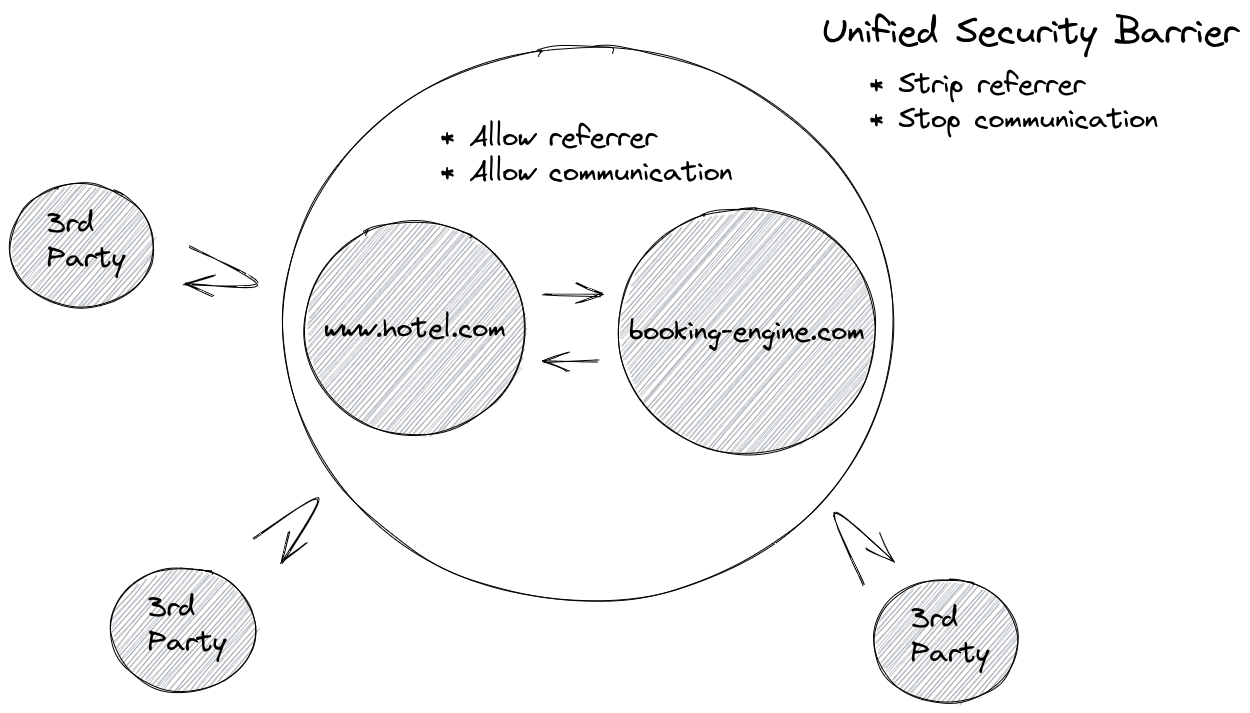 Unified Security Barrier
* Strip referrer
* Stop communication
* Allow referrer
* Allow communication
3rd
Party
www.hotel.com
booking-engine.com
3rd
Party
3rd
Party